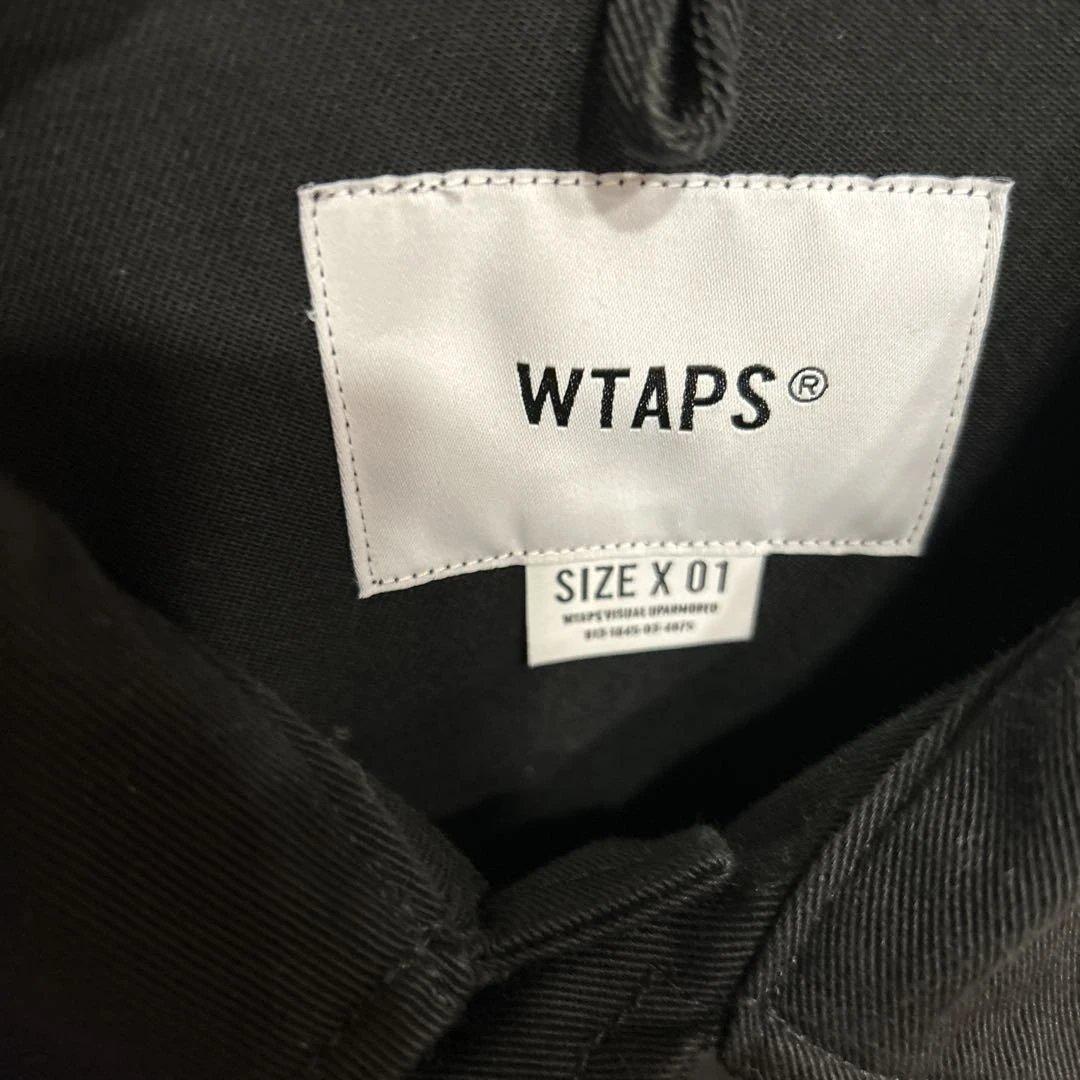 WTAPS®
SIZE X 01
WTAPS VISUAL UPARMORED